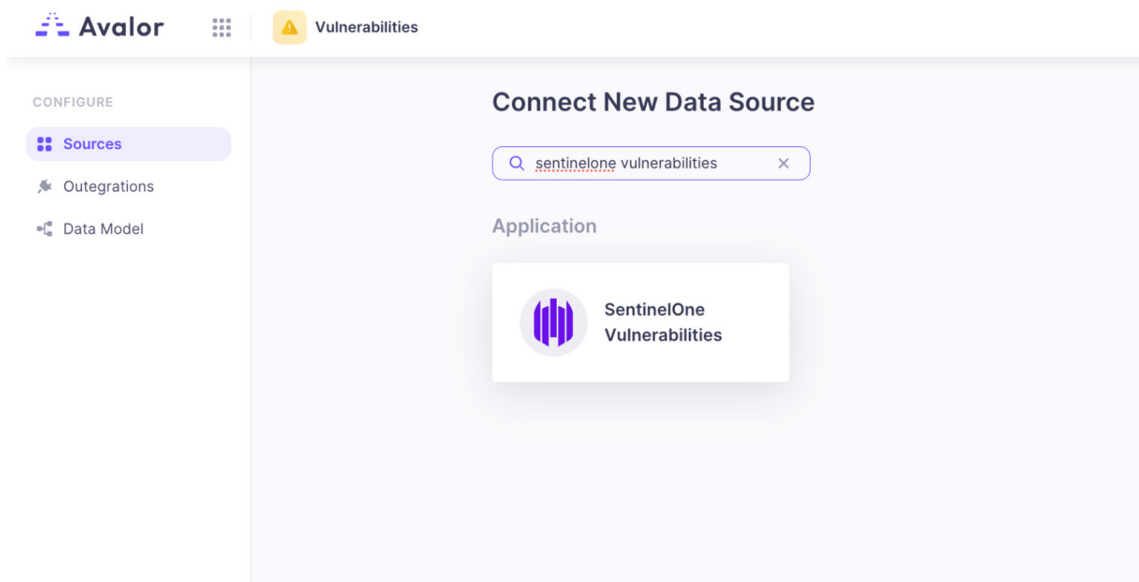 Avalor
Vulnerabilities
CONFIGURE
Sources
Outegrations
Data Model
Connect New Data Source
sentinelone vulnerabilities
Application
SentinelOne
Vulnerabilities